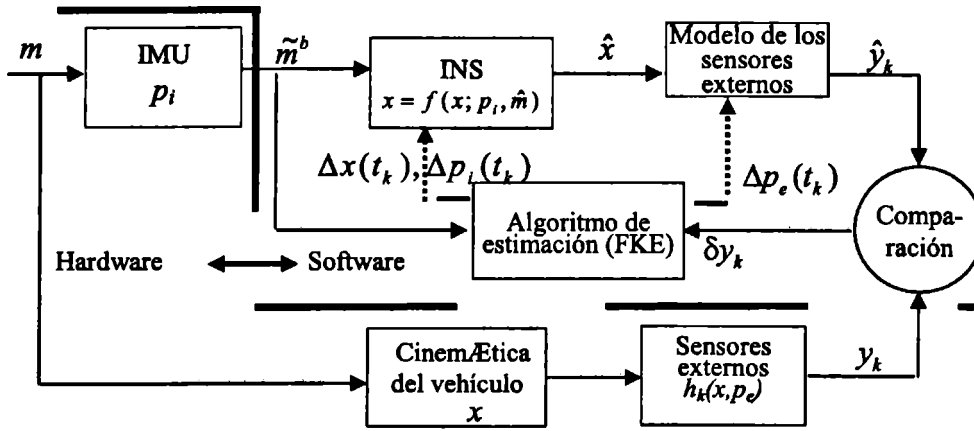 m
IMU
p_i
m̃^b
INS
x = f(x; p_i, m̂)
x̂
Modelo de los
sensores
externos
ŷ_k
Δx(t_k), Δp_i(t_k)
Δp_e(t_k)
Algoritmo de
estimación (FKE)
δy_k
Compa-
ración
Hardware
Software
CinemÆtica
del vehículo
x
Sensores
externos
h_k(x,p_e)
y_k